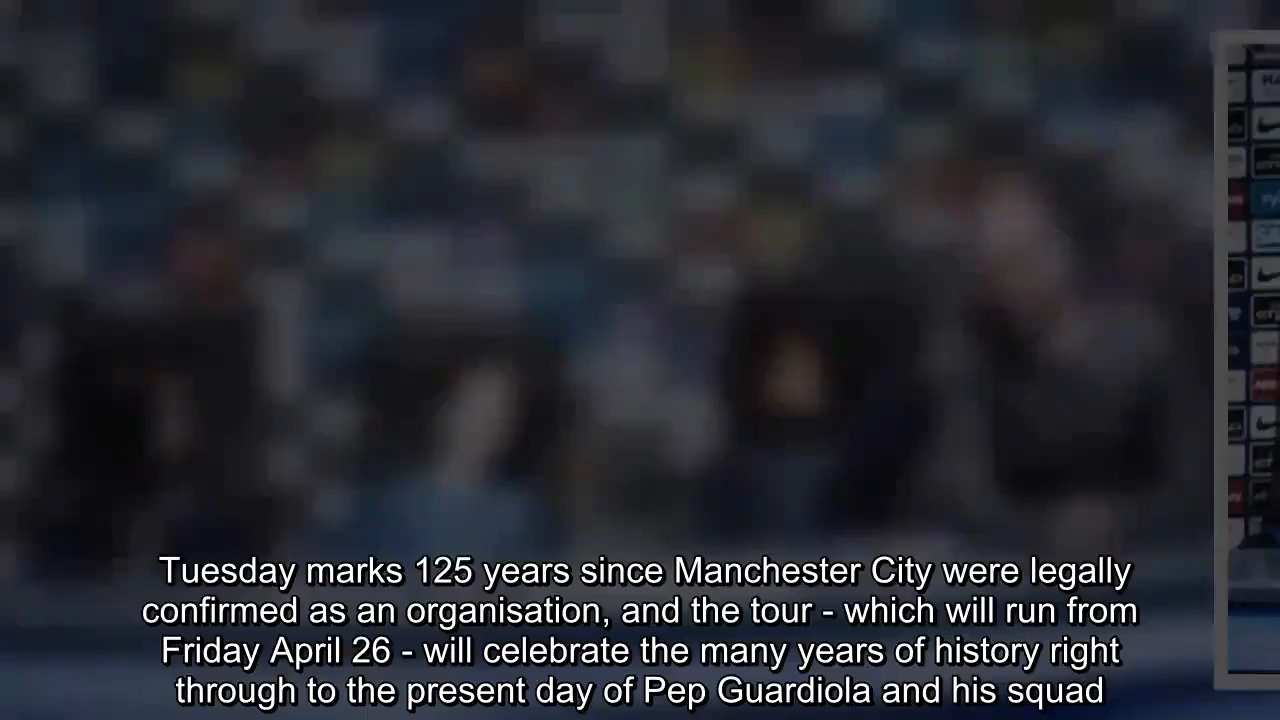 Tuesday marks 125 years since Manchester City were legally
confirmed as an organisation, and the tour - which will run from
Friday April 26 - will celebrate the many years of history right
through to the present day of Pep Guardiola and his squad